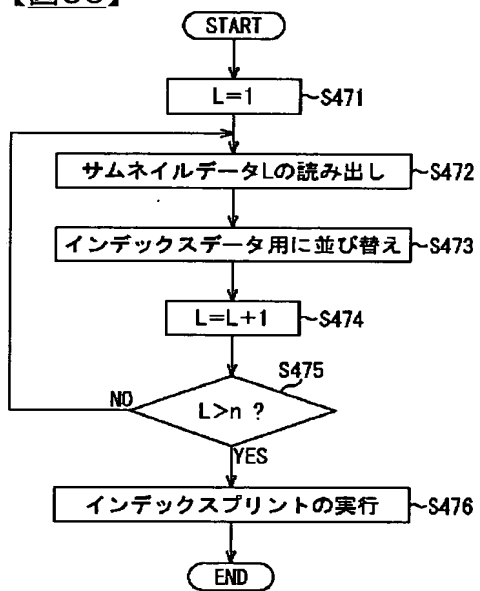 START
L=1
S471
サムネイルデータLの読み出し
S472
インデックスデータ用に並び替え
S473
L=L+1
S474
S475
L>n ?
NO
YES
インデックスプリントの実行
S476
END